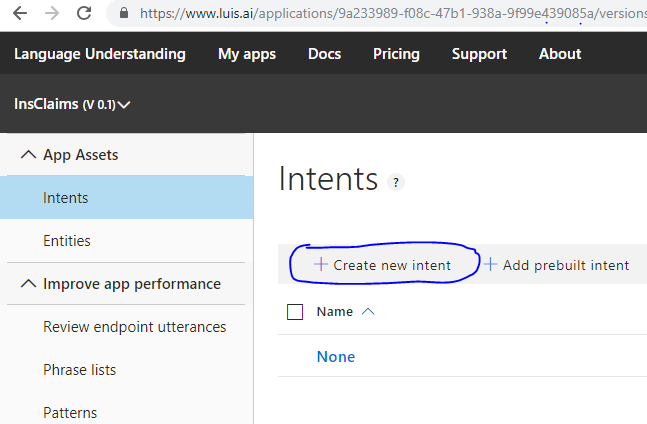 https://www.luis.ai/applications/9a233989-f08c-47b1-938a-9f99e439085a/versions
Language Understanding My apps Docs Pricing Support About
InsClaims (V 0.1)
App Assets
Intents
Entities
Improve app performance
Review endpoint utterances
Phrase lists
Patterns
Intents ?
+ Create new intent + Add prebuilt intent
Name
None